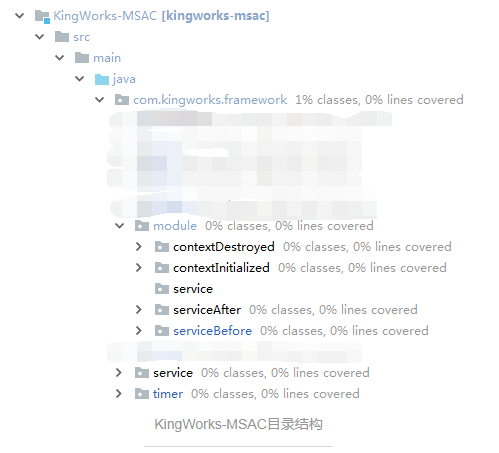 KingWorks-MSAC [kingworks-msac]
src
main
java
com.kingworks.framework 1% classes, 0% lines covered
module 0% classes, 0% lines covered
contextDestroyed 0% classes, 0% lines covered
contextInitialized 0% classes, 0% lines covered
service
serviceAfter 0% classes, 0% lines covered
serviceBefore 0% classes, 0% lines covered
service 0% classes, 0% lines covered
timer 0% classes, 0% lines covered
KingWorks-MSAC目录结构